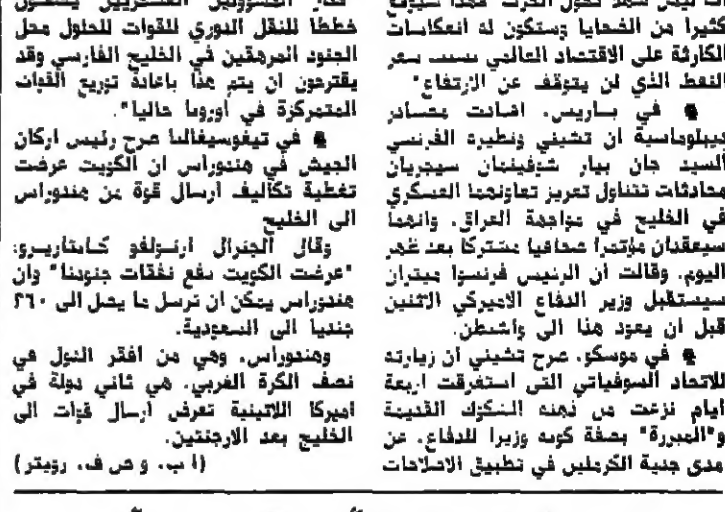 كثيرا من الضحايا وستكون له انعكاسات
الكارثة على الاقتصاد العالمي بسبب سعر
النفط الذي لن يتوقف عن الارتفاع"
في باريس، افادت مصادر
ديبلوماسية ان تشيني ونظيره الفرنسي
السيد جان بيار شوفينمان سيجريان
محادثات تتناول تعزيز تعاونهما العسكري
في الخليج في مواجهة العراق، وانهما
سيعقدان مؤتمرا صحافيا مشتركا بعد ظهر
اليوم. وقالت ان الرئيس فرنسوا ميتران
سيستقبل وزير الدفاع الاميركي الاثنين
قبل ان يعود هذا الى واشنطن.
في موسكو، صرح تشيني ان زيارته
للاتحاد السوفياتي التي استغرقت اربعة
ايام نزعت من ذهنه الشكوك القديمة
و"المبررة" بصفة كونه وزيرا للدفاع، عن
مدى جدية الكرملين في تطبيق الاصلاحات
خططا للنقل الدوري للقوات للحلول محل
الجنود المرهقين في الخليج الفارسي وقد
يقترحون ان يتم هذا باعادة توزيع القوات
المتمركزة في أوروبا حاليا".
في تيغوسيغالبا صرح رئيس اركان
الجيش في هندوراس ان الكويت عرضت
تغطية تكاليف ارسال قوة من هندوراس
الى الخليج
وقال الجنرال ارنولفو كانتاريرو:
"عرضت الكويت دفع نفقات جنودنا" وان
هندوراس يمكن ان ترسل ما يصل الى ٢٦٠
جنديا الى السعودية.
وهندوراس، وهي من افقر الدول في
نصف الكرة الغربي، هي ثاني دولة في
اميركا اللاتينية تعرض ارسال قوات الى
الخليج بعد الارجنتين.
(ا ب، و ص ف، رويتر)